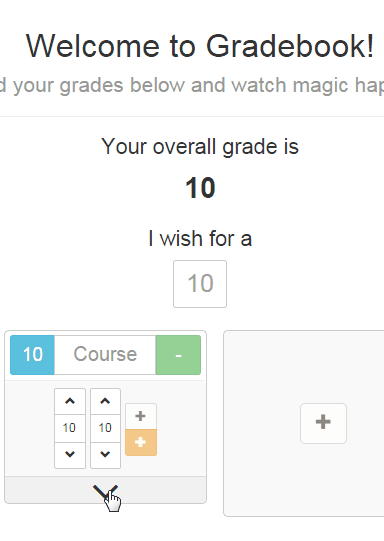 Welcome to Gradebook!
your grades below and watch magic
Your overall grade is
10
I wish for a
10
10 Course -
10 10 +
+
+